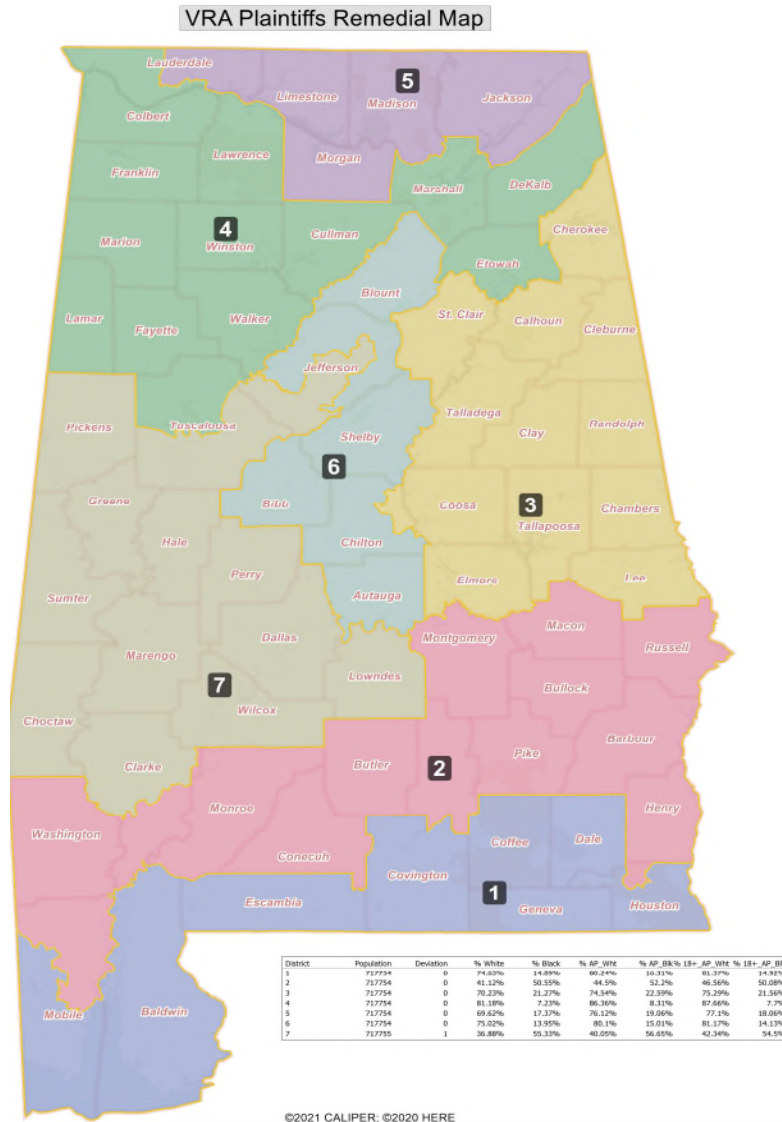 VRA Plaintiffs Remedial Map
Lauderdale
5
Limestone
Madison
Jackson
Colbert
Lawrence
Morgan
Franklin
Marshall
DeKalb
Marion
4
Winston
Cullman
Cherokee
Etowah
Blount
Lamar
Fayette
Walker
St. Clair
Calhoun
Cleburne
Jefferson
Pickens
Tuscaloosa
Talladega
Shelby
Clay
Randolph
6
Greene
Bibb
Coosa
3
Tallapoosa
Chambers
Hale
Chilton
Perry
Autauga
Elmore
Lee
Sumter
Dallas
Montgomery
Macon
Russell
Marengo
Lowndes
Bullock
7
Wilcox
Choctaw
Pike
Barbour
Clarke
Butler
2
Monroe
Henry
Washington
Conecuh
Coffee
Dale
Covington
1
Escambia
Geneva
Houston
Mobile
Baldwin
District Population Deviation % White % Black % AP_Wht % AP_Blk % 18+_AP_Wht % 18+_AP_Bl
1 717754 0 74.63% 14.89% 80.24% 16.31% 81.37% 14.92%
2 717754 0 41.12% 50.55% 44.5% 52.2% 46.56% 50.08%
3 717754 0 70.23% 21.27% 74.54% 22.59% 75.29% 21.56%
4 717754 0 81.18% 7.23% 86.36% 8.31% 87.66% 7.7%
5 717754 0 69.62% 17.37% 76.12% 19.06% 77.1% 18.06%
6 717754 0 75.02% 13.95% 80.1% 15.01% 81.17% 14.13%
7 717755 1 36.88% 55.33% 40.05% 56.65% 42.34% 54.5%
©2021 CALIPER; ©2020 HERE